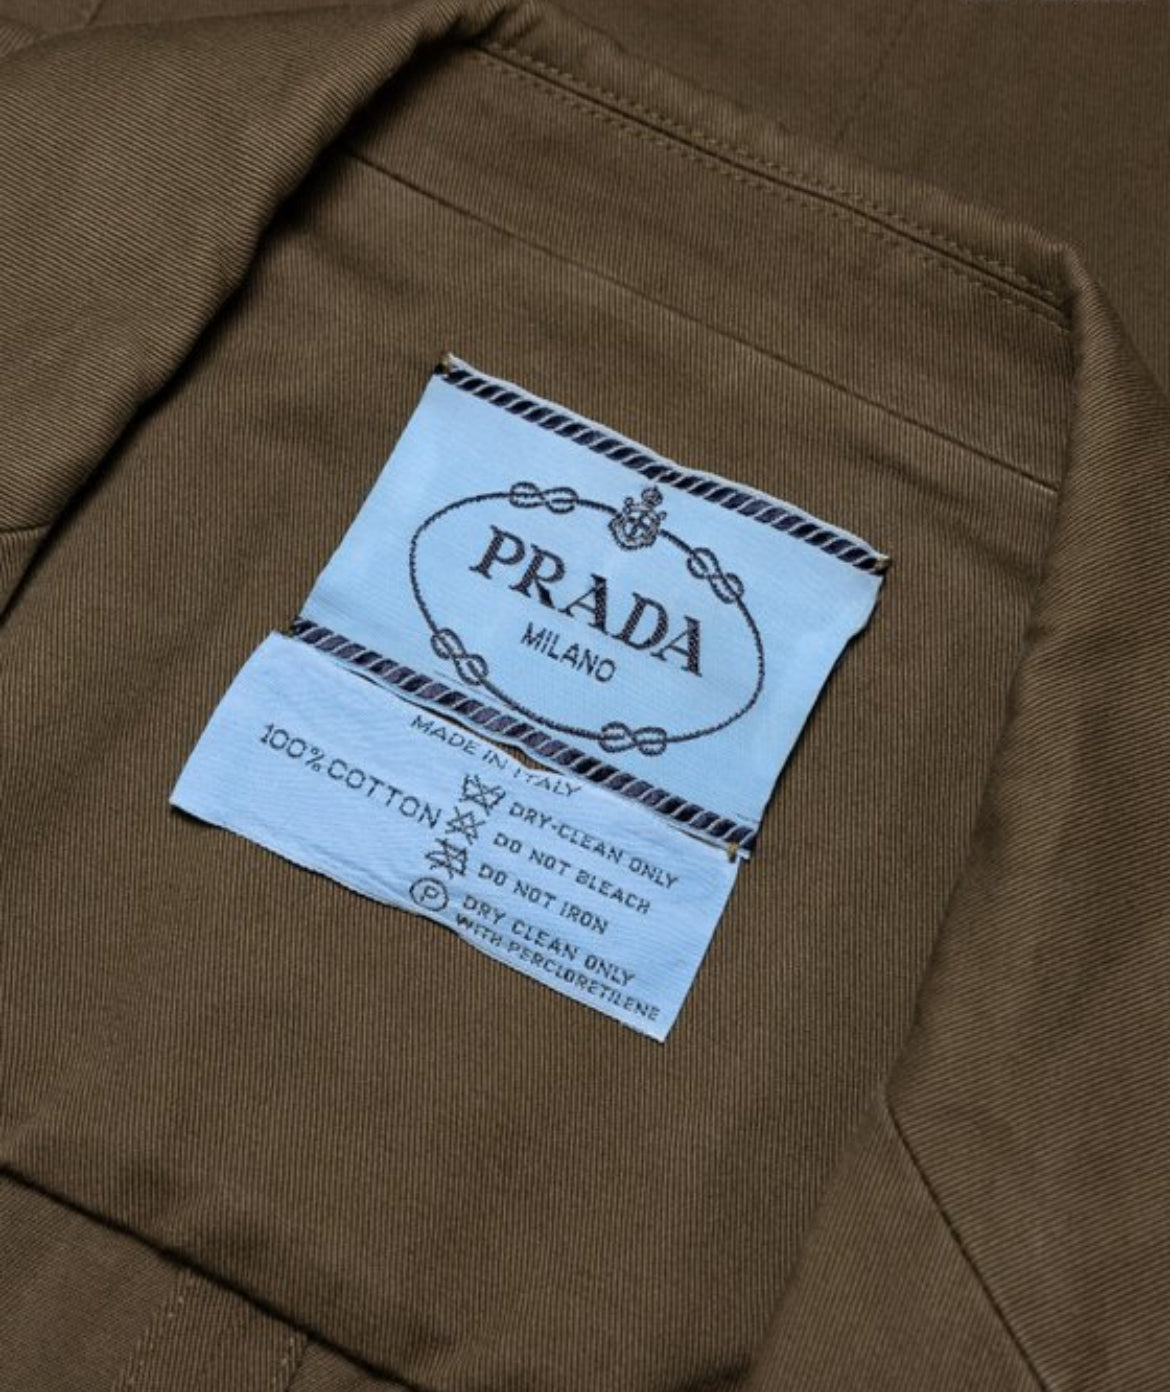 PRADA
MILANO
MADE IN ITALY
100%COTTON
DRY-CLEAN ONLY
DO NOT BLEACH
DO NOT IRON
P
DRY CLEAN ONLY
WITH PERCLORETILENE